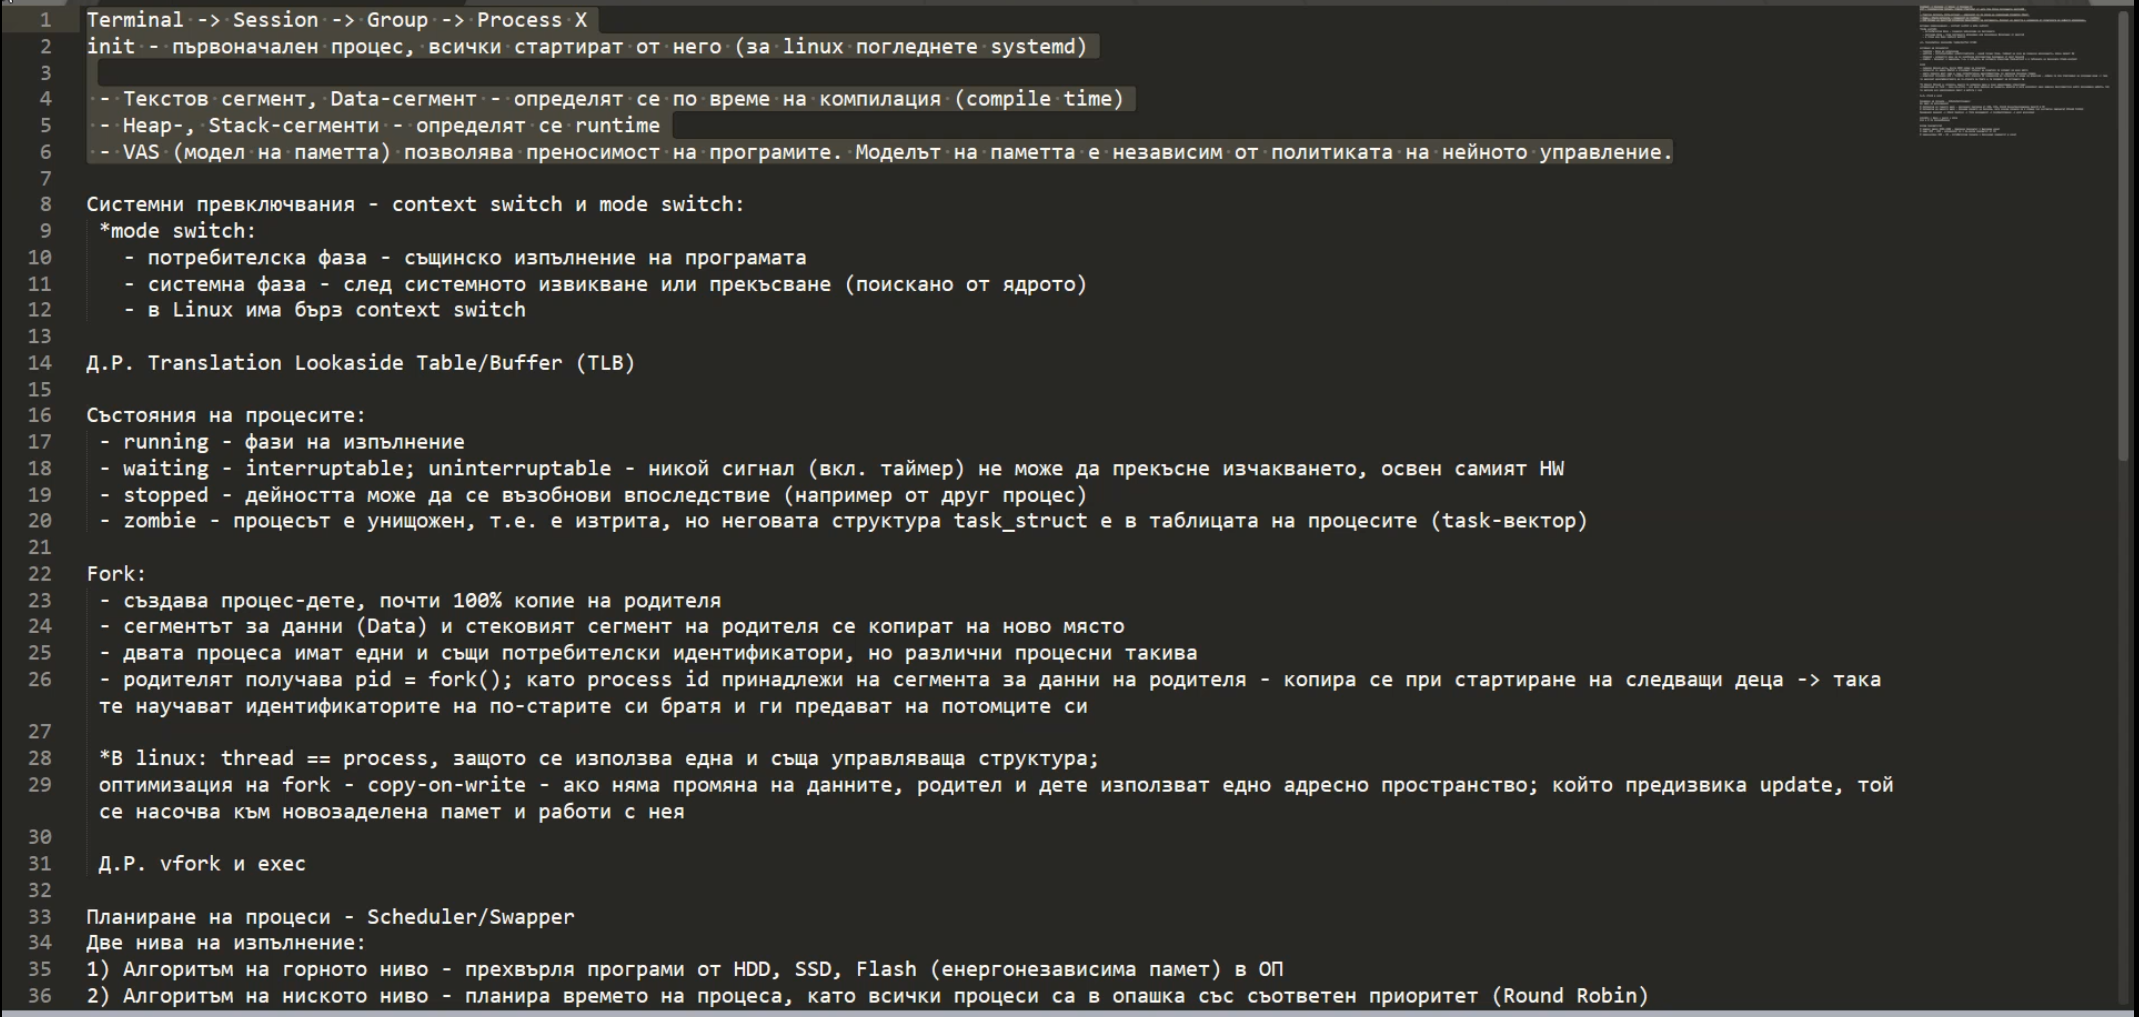 1 Terminal -> Session -> Group -> Process X
2 init - първоначален процес, всички стартират от него (за linux погледнете systemd)
3
4 - Текстов сегмент, Data-сегмент - определят се по време на компилация (compile time)
5 - Heap-, Stack-сегменти - определят се runtime
6 - VAS (модел на паметта) позволява преносимост на програмите. Моделът на паметта е независим от политиката на нейното управление.
7
8 Системни превключвания - context switch и mode switch:
9 *mode switch:
10 - потребителска фаза - същинско изпълнение на програмата
11 - системна фаза - след системното извикване или прекъсване (поискано от ядрото)
12 - в Linux има бърз context switch
13
14 Д.Р. Translation Lookaside Table/Buffer (TLB)
15
16 Състояния на процесите:
17 - running - фази на изпълнение
18 - waiting - interruptable; uninterruptable - никой сигнал (вкл. таймер) не може да прекъсне изчакването, освен самият HW
19 - stopped - дейността може да се възобнови впоследствие (например от друг процес)
20 - zombie - процесът е унищожен, т.е. е изтрита, но неговата структура task_struct е в таблицата на процесите (task-вектор)
21
22 Fork:
23 - създава процес-дете, почти 100% копие на родителя
24 - сегментът за данни (Data) и стековият сегмент на родителя се копират на ново място
25 - двата процеса имат едни и същи потребителски идентификатори, но различни процесни такива
26 - родителят получава pid = fork(); като process id принадлежи на сегмента за данни на родителя - копира се при стартиране на следващи деца -> така
те научават идентификаторите на по-старите си братя и ги предават на потомците си
27
28 *В linux: thread == process, защото се използва една и съща управляваща структура;
29 оптимизация на fork - copy-on-write - ако няма промяна на данните, родител и дете използват едно адресно пространство; който предизвика update, той
се насочва към новозаделена памет и работи с нея
30
31 Д.Р. vfork и exec
32
33 Планиране на процеси - Scheduler/Swapper
34 Две нива на изпълнение:
35 1) Алгоритъм на горното ниво - прехвърля програми от HDD, SSD, Flash (енергонезависима памет) в ОП
36 2) Алгоритъм на ниското ниво - планира времето на процеса, като всички процеси са в опашка със съответен приоритет (Round Robin)